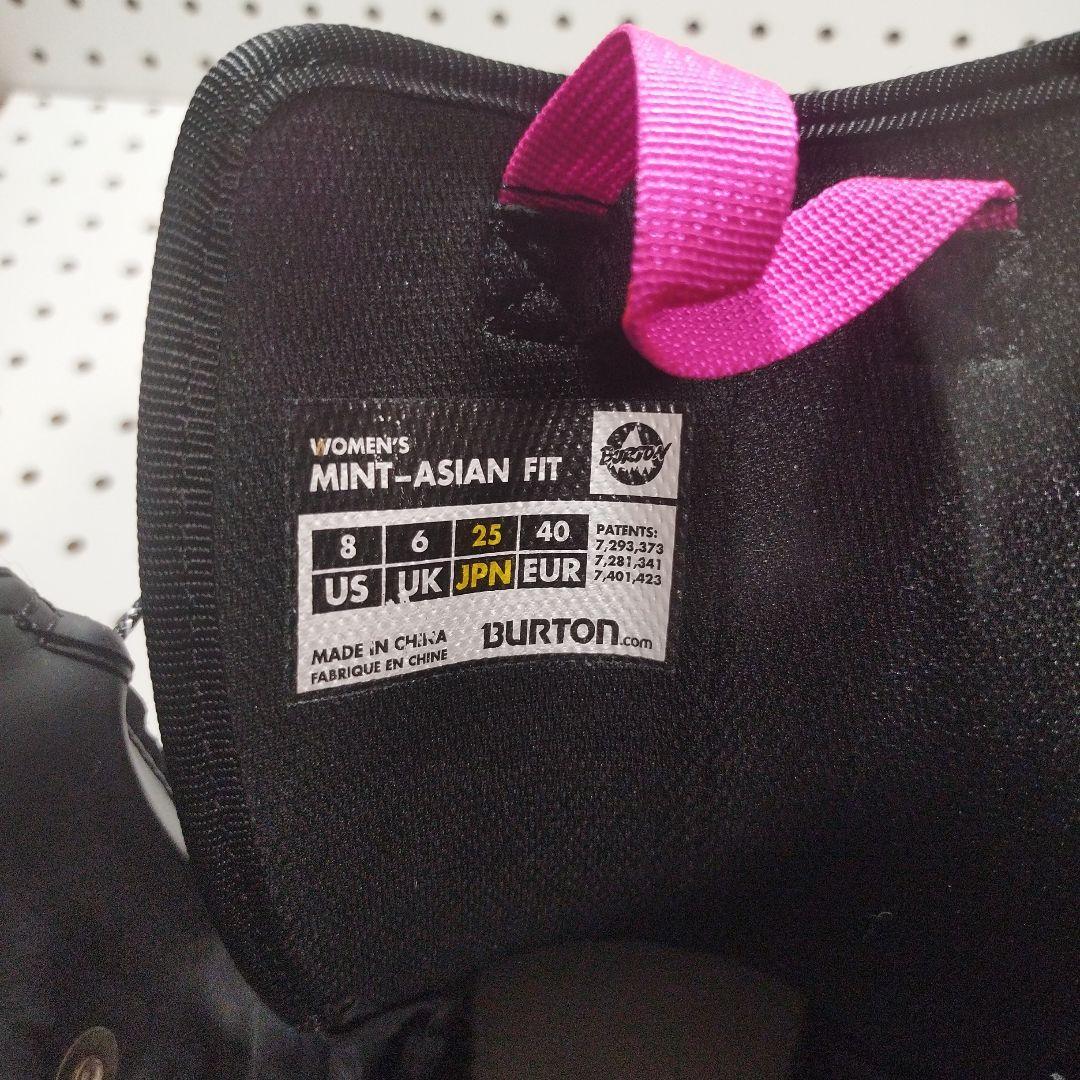 WOMEN'S
MINT-ASIAN FIT
BURTON
8 6 25 40
US UK JPN EUR
PATENTS:
7,293,373
7,281,341
7,401,423
MADE IN CHINA
FABRIQUE EN CHINE
BURTON.com